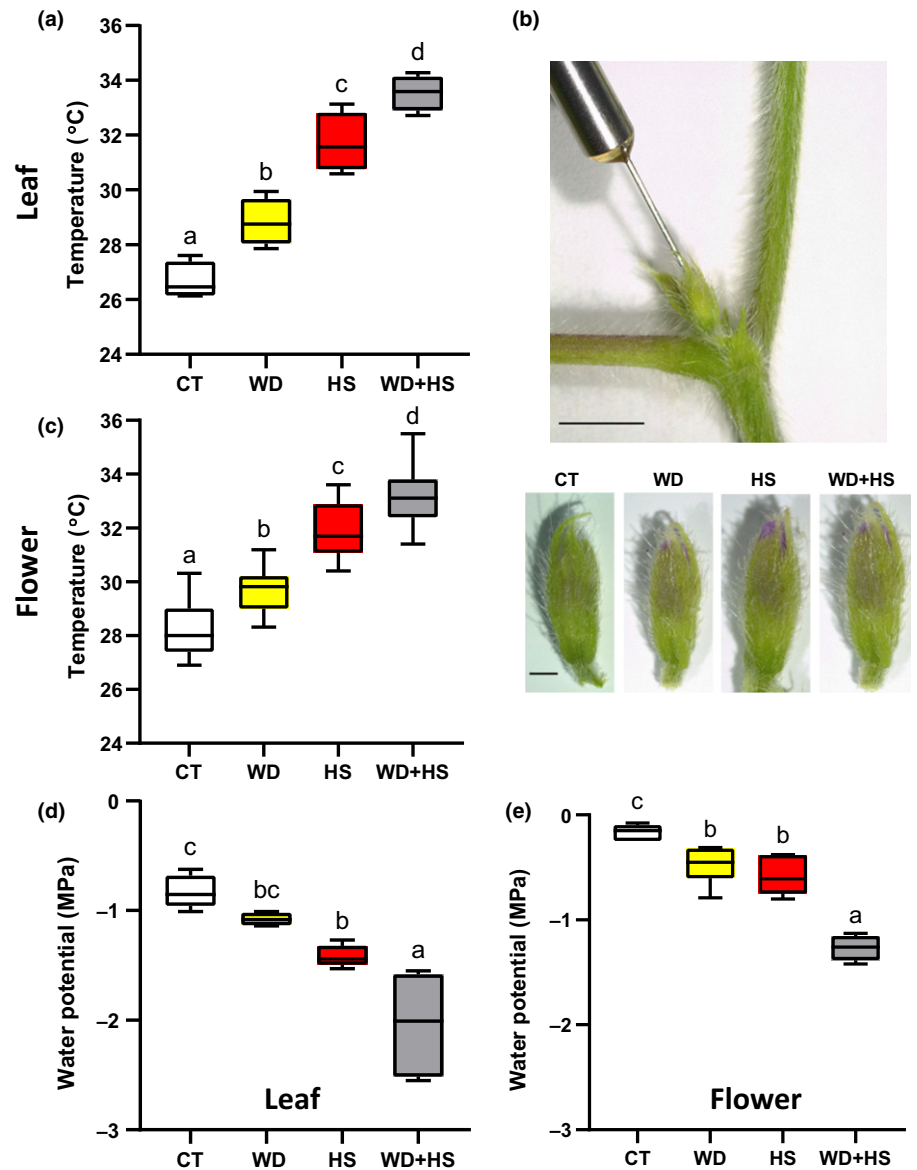 (a)
Leaf
Temperature (°C)
36
34
32
30
28
26
24
a
b
c
d
CT WD HS WD+HS
(b)
CT WD HS WD+HS
(c)
Flower
Temperature (°C)
36
34
32
30
28
26
24
a
b
c
d
CT WD HS WD+HS
(d)
Water potential (MPa)
0
–1
–2
–3
c
bc
b
a
Leaf
CT WD HS WD+HS
(e)
Water potential (MPa)
0
–1
–2
–3
c
b
b
a
Flower
CT WD HS WD+HS